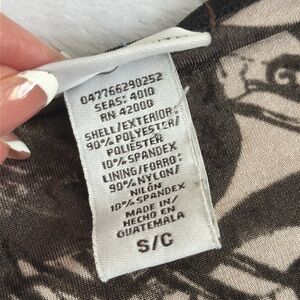 047766290252
SEAS: 4010
RN 42000
SHELL/EXTERIOR:
90% POLYESTER/
POLIÉSTER
10% SPANDEX
LINING/FORRO:
90% NYLON/
NILÓN
10% SPANDEX
MADE IN/
HECHO EN
GUATEMALA
S/C